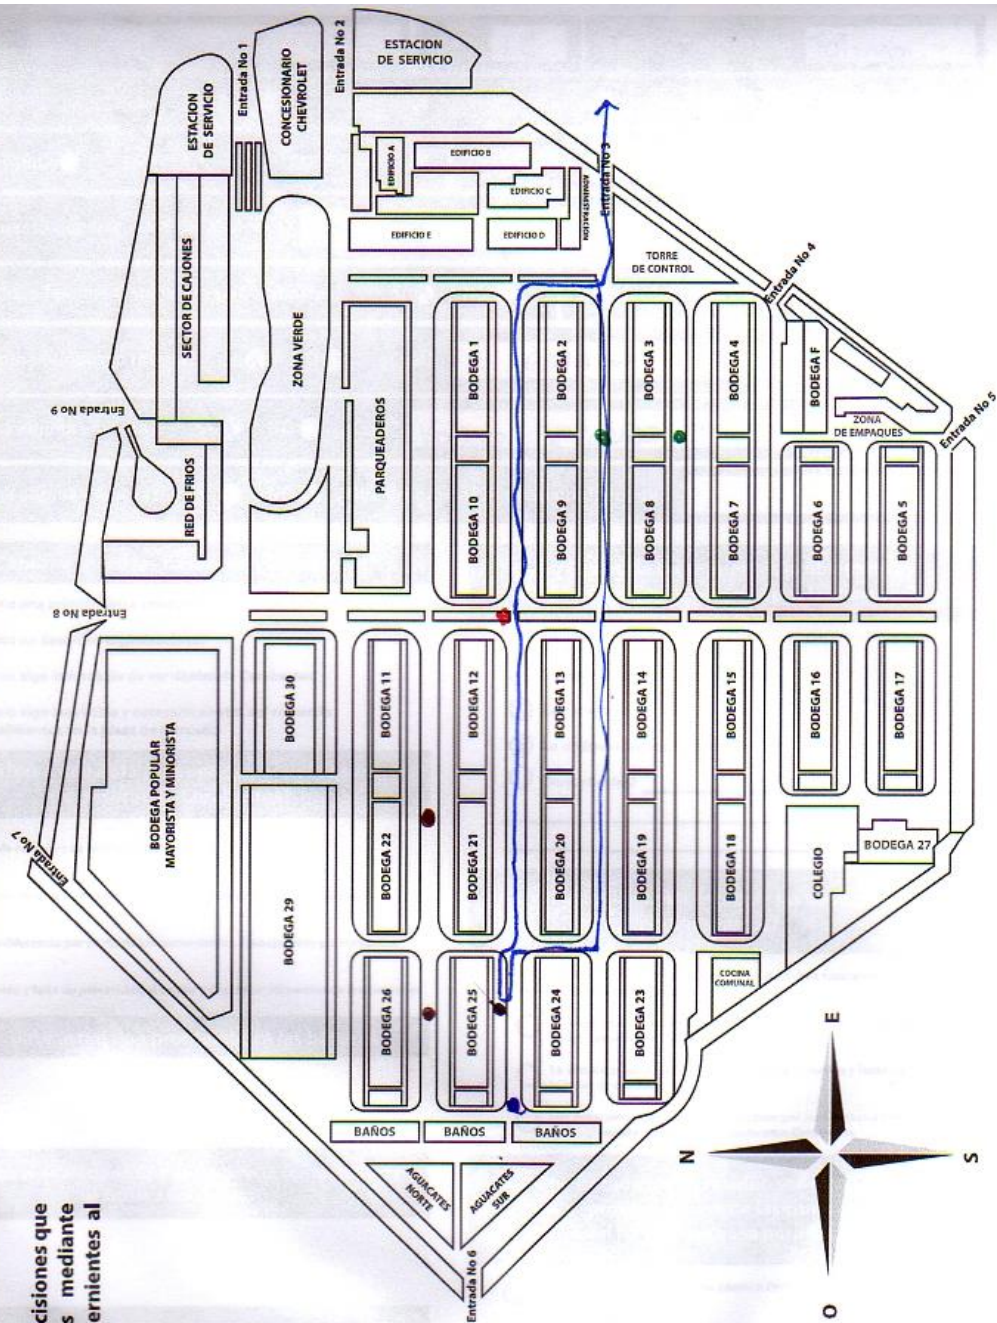 ESTACION
DE SERVICIO
Entrada No 1
CONCESIONARIO
CHEVROLET
Entrada No 2
ESTACION
DE SERVICIO
EDIFICIO A
EDIFICIO B
EDIFICIO C
EDIFICIO E
EDIFICIO D
ADMINISTRACION
Entrada No 3
TORRE
DE CONTROL
Entrada No 4
SECTOR DE CAJONES
ZONA VERDE
Entrada No 9
RED DE FRIOS
PARQUEADEROS
BODEGA 1
BODEGA 2
BODEGA 3
BODEGA 4
BODEGA F
ZONA
DE EMPAQUES
Entrada No 5
BODEGA 10
BODEGA 9
BODEGA 8
BODEGA 7
BODEGA 6
BODEGA 5
Entrada No 8
BODEGA POPULAR
MAYORISTA Y MINORISTA
BODEGA 30
BODEGA 11
BODEGA 12
BODEGA 13
BODEGA 14
BODEGA 15
BODEGA 16
BODEGA 17
Entrada No 7
BODEGA 29
BODEGA 22
BODEGA 21
BODEGA 20
BODEGA 19
BODEGA 18
COLEGIO
BODEGA 27
BODEGA 26
BODEGA 25
BODEGA 24
BODEGA 23
COCINA
COMUNAL
BAÑOS
BAÑOS
BAÑOS
AGUACATES
NORTE
AGUACATES
SUR
Entrada No 6
E
N
S
O
cisiones que
s mediante
ernientes al